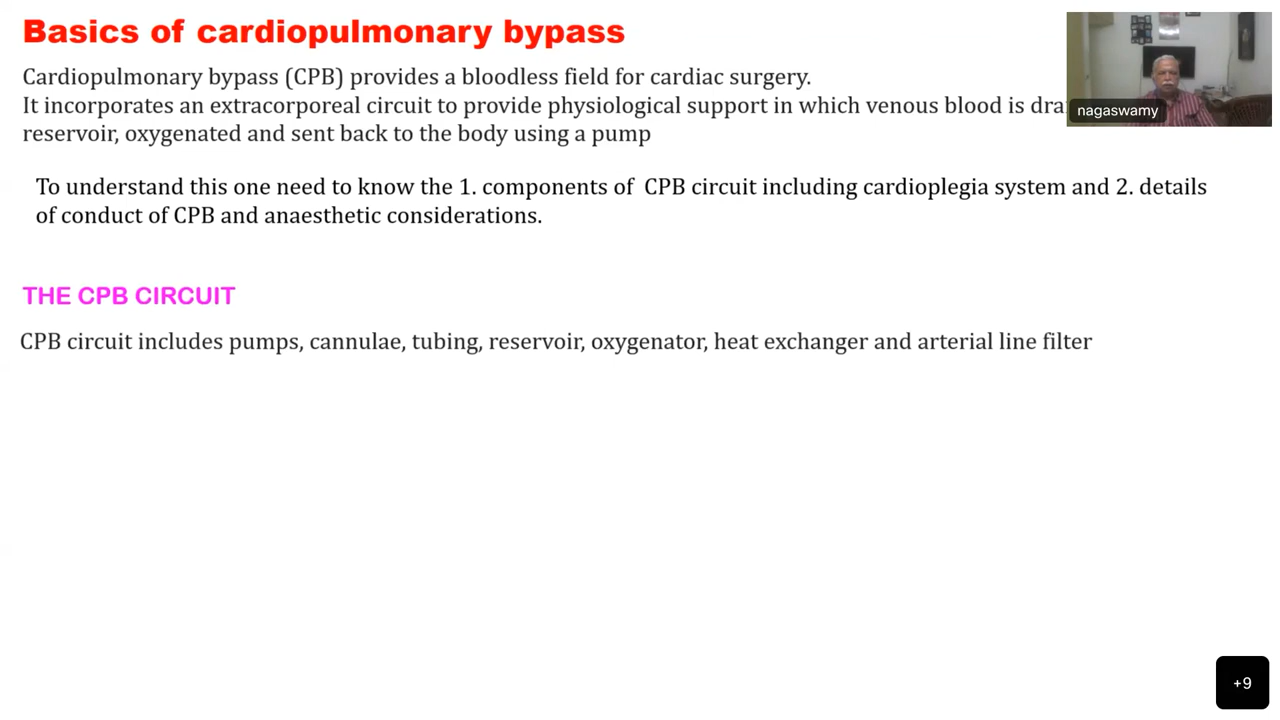 Basics of cardiopulmonary bypass
Cardiopulmonary bypass (CPB) provides a bloodless field for cardiac surgery.
It incorporates an extracorporeal circuit to provide physiological support in which venous blood is
reservoir, oxygenated and sent back to the body using a pump
nagaswamy
To understand this one need to know the 1. components of CPB circuit including cardioplegia system and 2. details
of conduct of CPB and anaesthetic considerations.
THE CPB CIRCUIT
CPB circuit includes pumps, cannulae, tubing, reservoir, oxygenator, heat exchanger and arterial line filter
+9